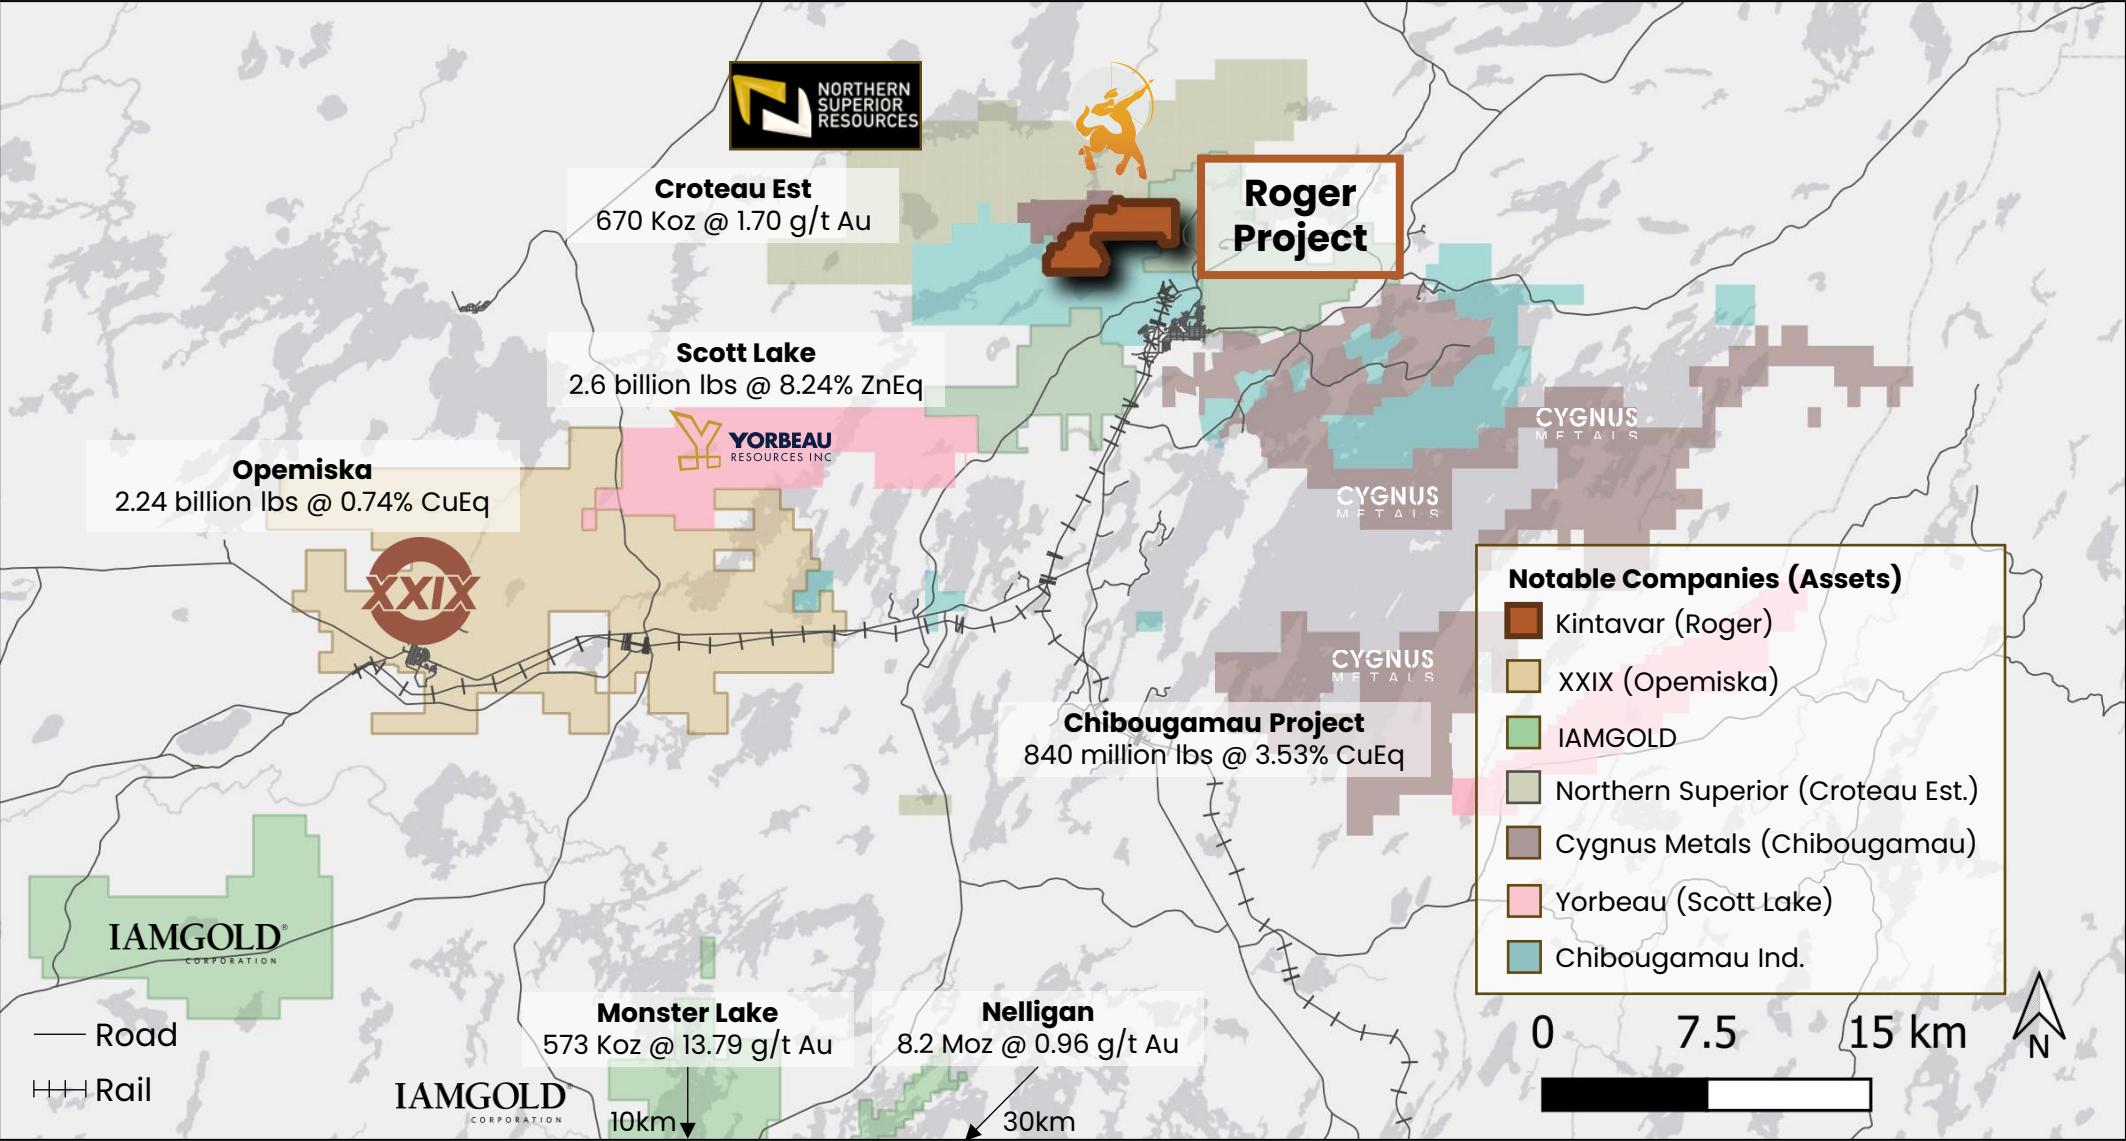 NORTHERN
SUPERIOR
RESOURCES
Croteau Est
670 Koz @ 1.70 g/t Au
Roger
Project
Scott Lake
2.6 billion lbs @ 8.24% ZnEq
YORBEAU
RESOURCES INC
CYGNUS
METALS
Opemiska
2.24 billion lbs @ 0.74% CuEq
CYGNUS
METALS
XXIX
CYGNUS
METALS
Chibougamau Project
840 million lbs @ 3.53% CuEq
Notable Companies (Assets)
Kintavar (Roger)
XXIX (Opemiska)
IAMGOLD
Northern Superior (Croteau Est.)
Cygnus Metals (Chibougamau)
Yorbeau (Scott Lake)
Chibougamau Ind.
IAMGOLD®
CORPORATION
Monster Lake
573 Koz @ 13.79 g/t Au
Nelligan
8.2 Moz @ 0.96 g/t Au
Road
Rail
IAMGOLD®
CORPORATION
10km
30km
0 7.5 15 km
N